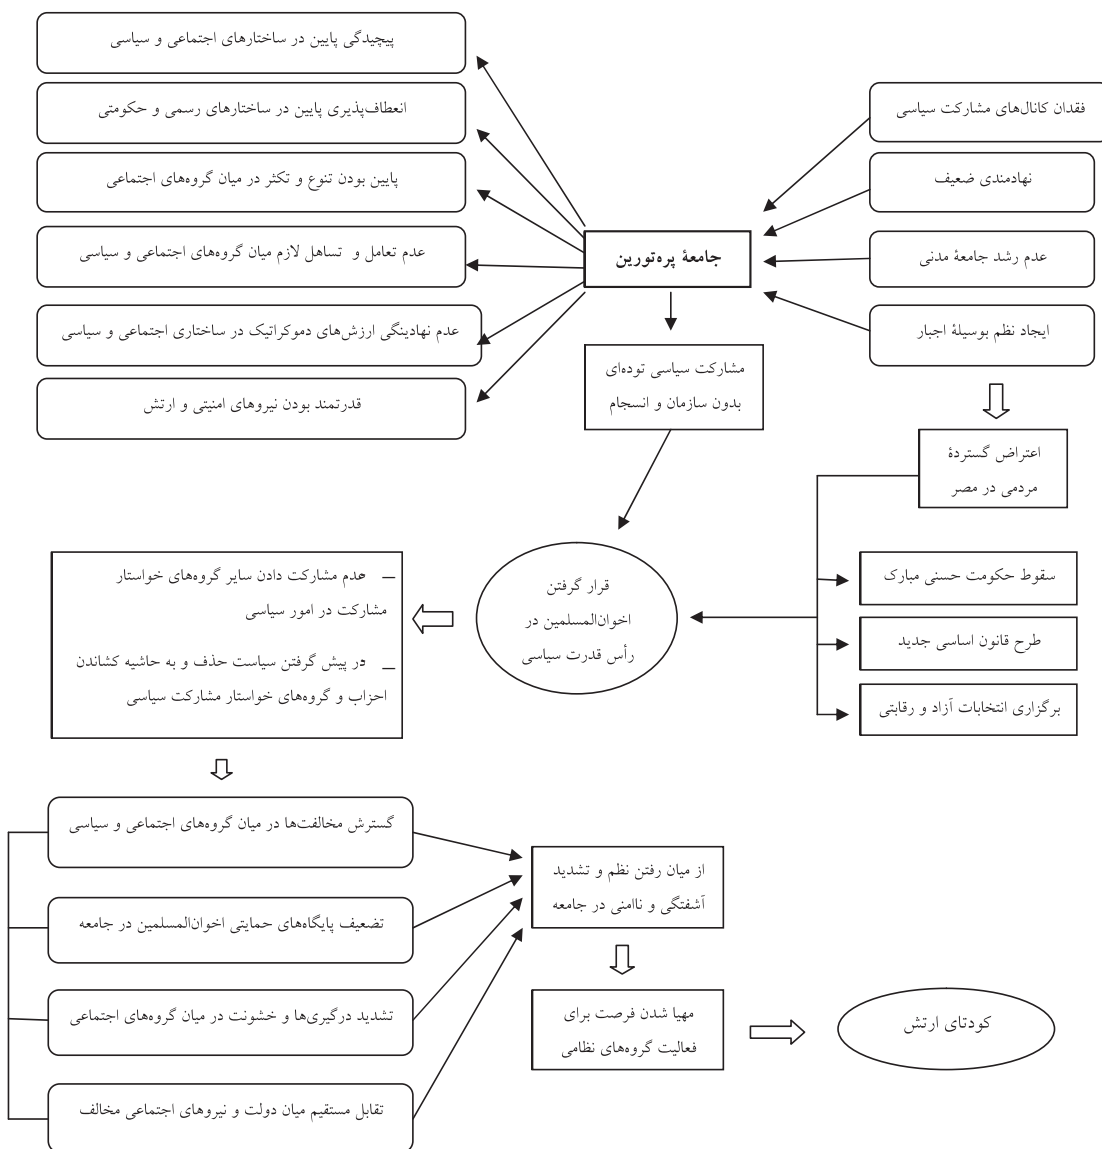 پیچیدگی پایین در ساختارهای اجتماعی و سیاسی
انعطاف‌پذیری پایین در ساختارهای رسمی و حکومتی
پایین بودن تنوع و تکثر در میان گروه‌های اجتماعی
عدم تعامل و تساهل لازم میان گروه‌های اجتماعی و سیاسی
عدم نهادینگی ارزش‌های دموکراتیک در ساختاری اجتماعی و سیاسی
قدرتمند بودن نیروهای امنیتی و ارتش
فقدان کانال‌های مشارکت سیاسی
نهادمندی ضعیف
عدم رشد جامعۀ مدنی
ایجاد نظم بوسیلۀ اجبار
جامعۀ پره‌تورین
مشارکت سیاسی توده‌ای
بدون سازمان و انسجام
اعتراض گستردۀ
مردمی در مصر
سقوط حکومت حسنی مبارک
طرح قانون اساسی جدید
برگزاری انتخابات آزاد و رقابتی
قرار گرفتن
اخوان‌المسلمین در
رأس قدرت سیاسی
– عدم مشارکت دادن سایر گروه‌های خواستار
مشارکت در امور سیاسی
– در پیش گرفتن سیاست حذف و به حاشیه کشاندن
احزاب و گروه‌های خواستار مشارکت سیاسی
گسترش مخالفت‌ها در میان گروه‌های اجتماعی و سیاسی
تضعیف پایگاه‌های حمایتی اخوان‌المسلمین در جامعه
تشدید درگیری‌ها و خشونت در میان گروه‌های اجتماعی
تقابل مستقیم میان دولت و نیروهای اجتماعی مخالف
از میان رفتن نظم و تشدید
آشفتگی و ناامنی در جامعه
مهیا شدن فرصت برای
فعالیت گروه‌های نظامی
کودتای ارتش